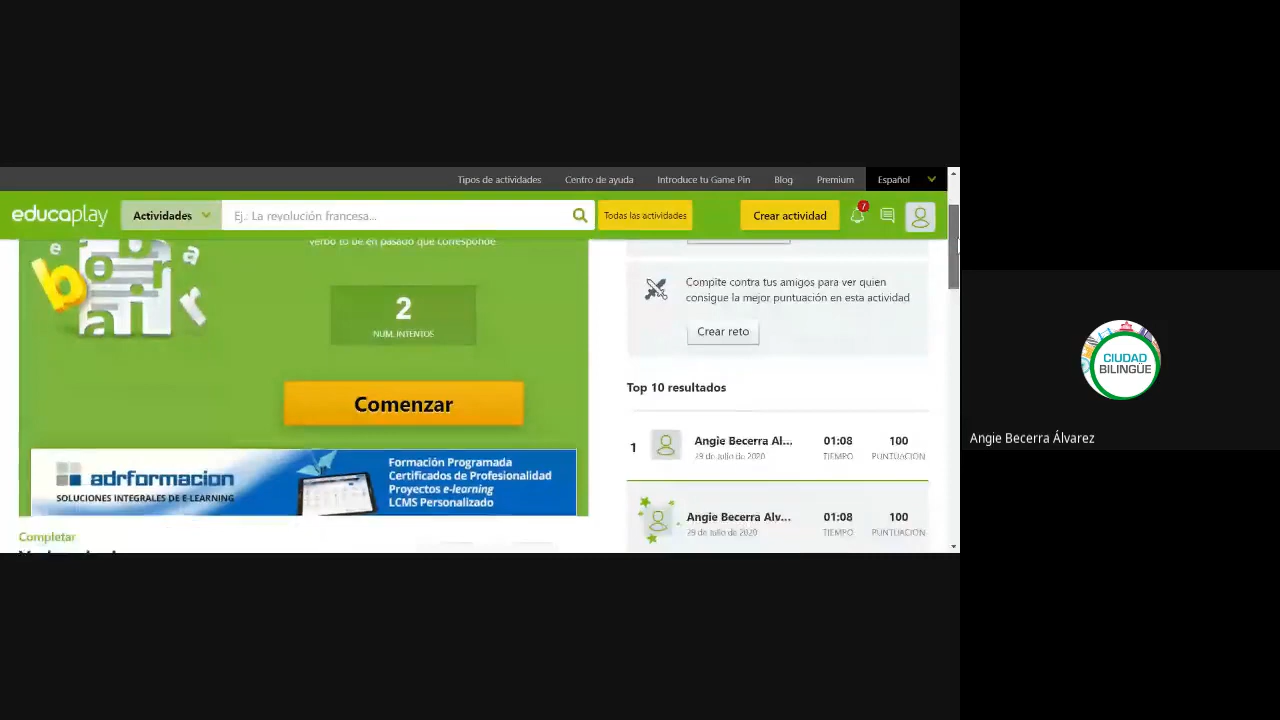 Tipos de actividades Centro de ayuda Introduce tu Game Pin Blog Premium Español
educaplay Actividades Ej.: La revolución francesa... Todas las actividades Crear actividad 7
verbo to be en pasado que corresponde
2
NUM. INTENTOS
Comenzar
adrformacion
SOLUCIONES INTEGRALES DE E-LEARNING
Formación Programada
Certificados de Profesionalidad
Proyectos e-learning
LCMS Personalizado
Completar
Compite contra tus amigos para ver quien
consigue la mejor puntuación en esta actividad
Crear reto
Top 10 resultados
1 Angie Becerra Al... 01:08 100
29 de Julio de 2020 TIEMPO PUNTUACION
Angie Becerra Alv... 01:08 100
29 de Julio de 2020 TIEMPO PUNTUACION
CIUDAD
BILINGÜE
Angie Becerra Álvarez